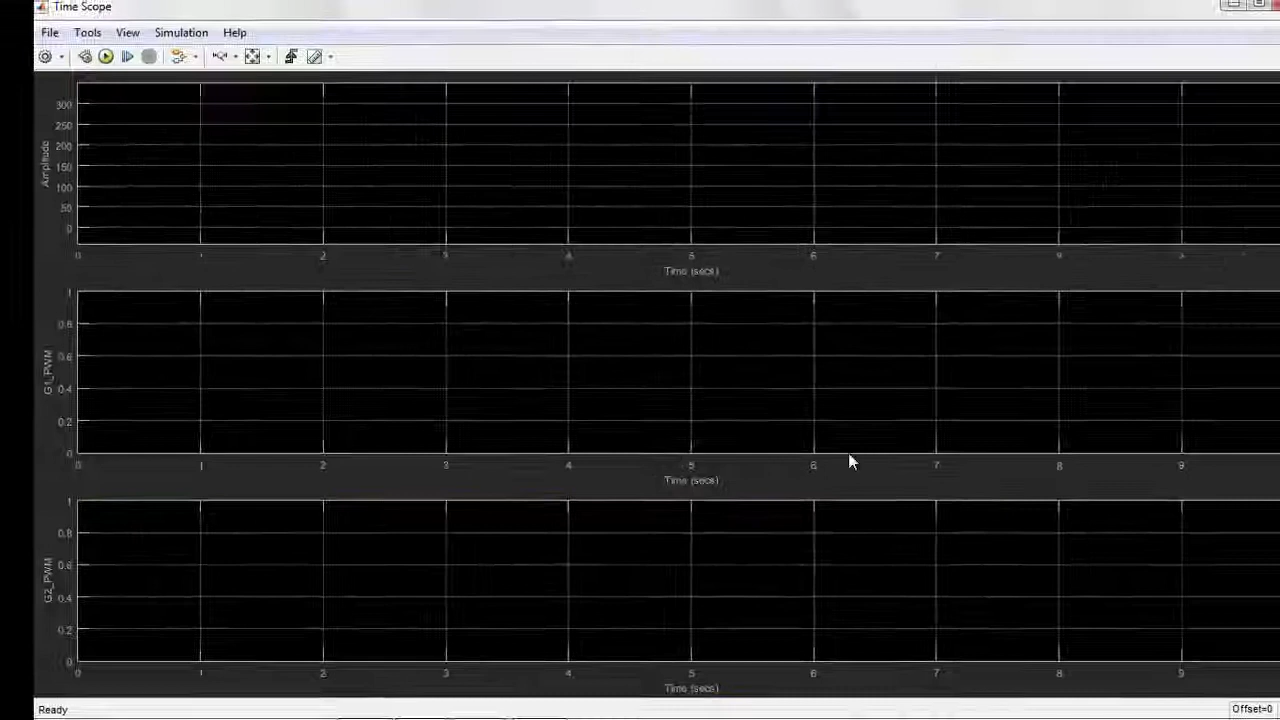 Time Scope
File Tools View Simulation Help
300
250
200
150
100
50
0
Amplitude
0 1 2 3 4 5 6 7 8
Time (secs)
1
0.8
0.6
0.4
0.2
0
G1_PWM
0 1 2 3 4 5 6 7 8 9
Time (secs)
1
0.8
0.6
0.4
0.2
0
G2_PWM
0 1 2 3 4 5 6 7 8 9
Time (secs)
Ready Offset=0